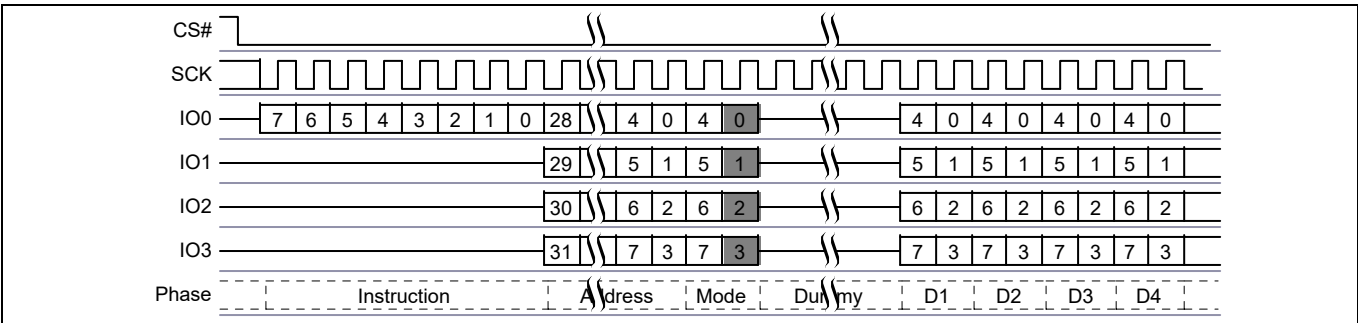 CS#
SCK
IO0 7 6 5 4 3 2 1 0 28 4 0 4 0 4 0 4 0 4 0 4 0
IO1 29 5 1 5 1 5 1 5 1 5 1 5 1
IO2 30 6 2 6 2 6 2 6 2 6 2 6 2
IO3 31 7 3 7 3 7 3 7 3 7 3 7 3
Phase Instruction Address Mode Dummy D1 D2 D3 D4